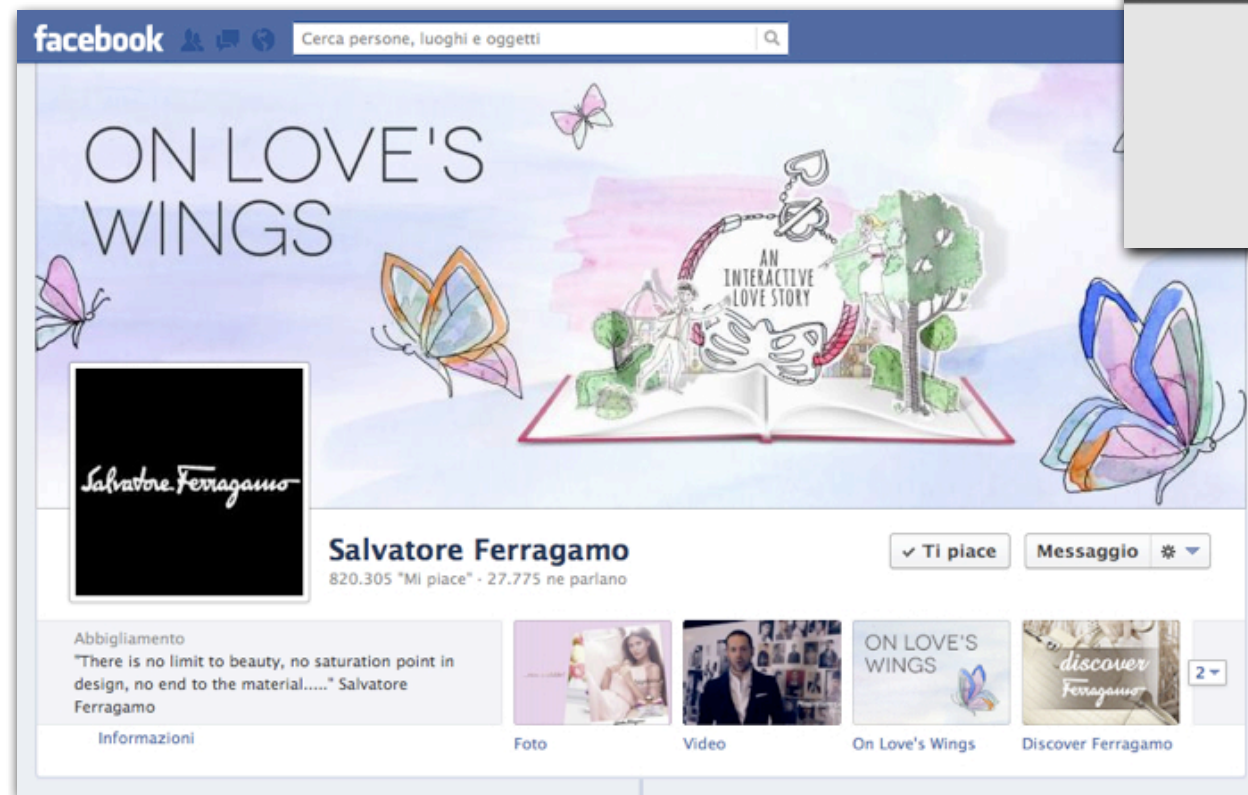 facebook
Cerca persone, luoghi e oggetti
ON LOVE'S
WINGS
AN
INTERACTIVE
LOVE STORY
Salvatore Ferragamo
Salvatore Ferragamo
820.305 "Mi piace" · 27.775 ne parlano
✓ Ti piace
Messaggio
Abbigliamento
"There is no limit to beauty, no saturation point in
design, no end to the material....." Salvatore
Ferragamo
Informazioni
ON LOVE'S
WINGS
discover
Ferragamo
2
Foto
Video
On Love's Wings
Discover Ferragamo